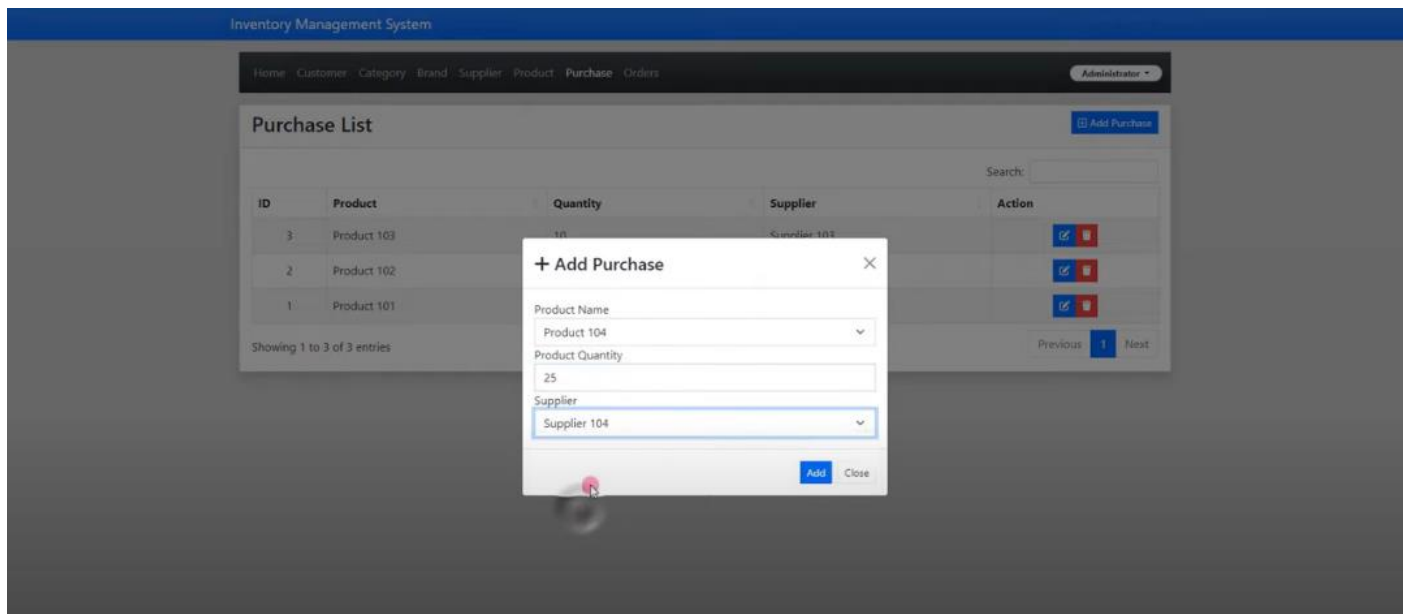 Inventory Management System
Home Customer Category Brand Supplier Product Purchase Orders Administrator
Purchase List Add Purchase
Search:
ID Product Quantity Supplier Action
3 Product 103 10 Supplier 103
2 Product 102
1 Product 101
Showing 1 to 3 of 3 entries Previous 1 Next
+ Add Purchase
Product Name
Product 104
Product Quantity
25
Supplier
Supplier 104
Add Close